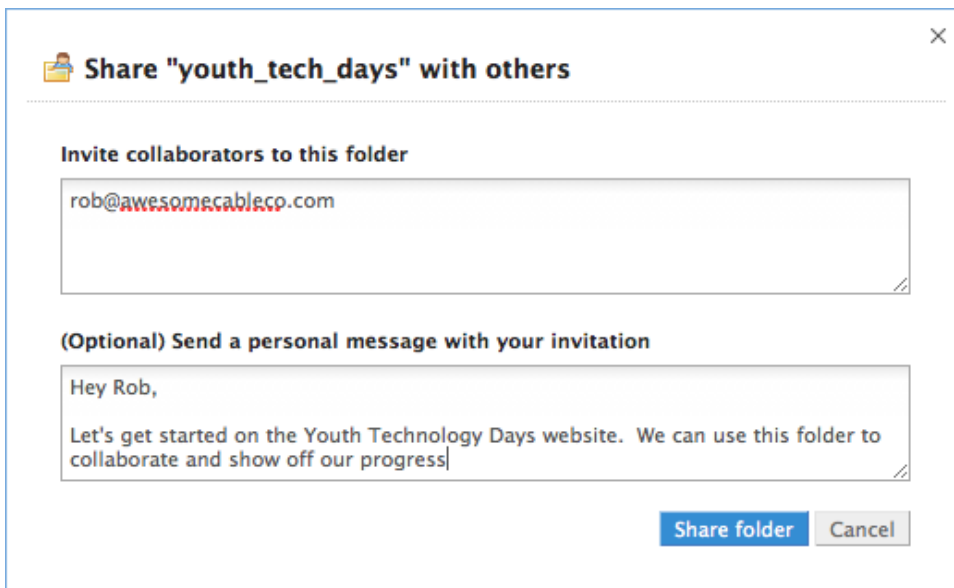 Share "youth_tech_days" with others
Invite collaborators to this folder
rob@awesomecableco.com
(Optional) Send a personal message with your invitation
Hey Rob,
Let's get started on the Youth Technology Days website.  We can use this folder to
collaborate and show off our progress
Share folder
Cancel